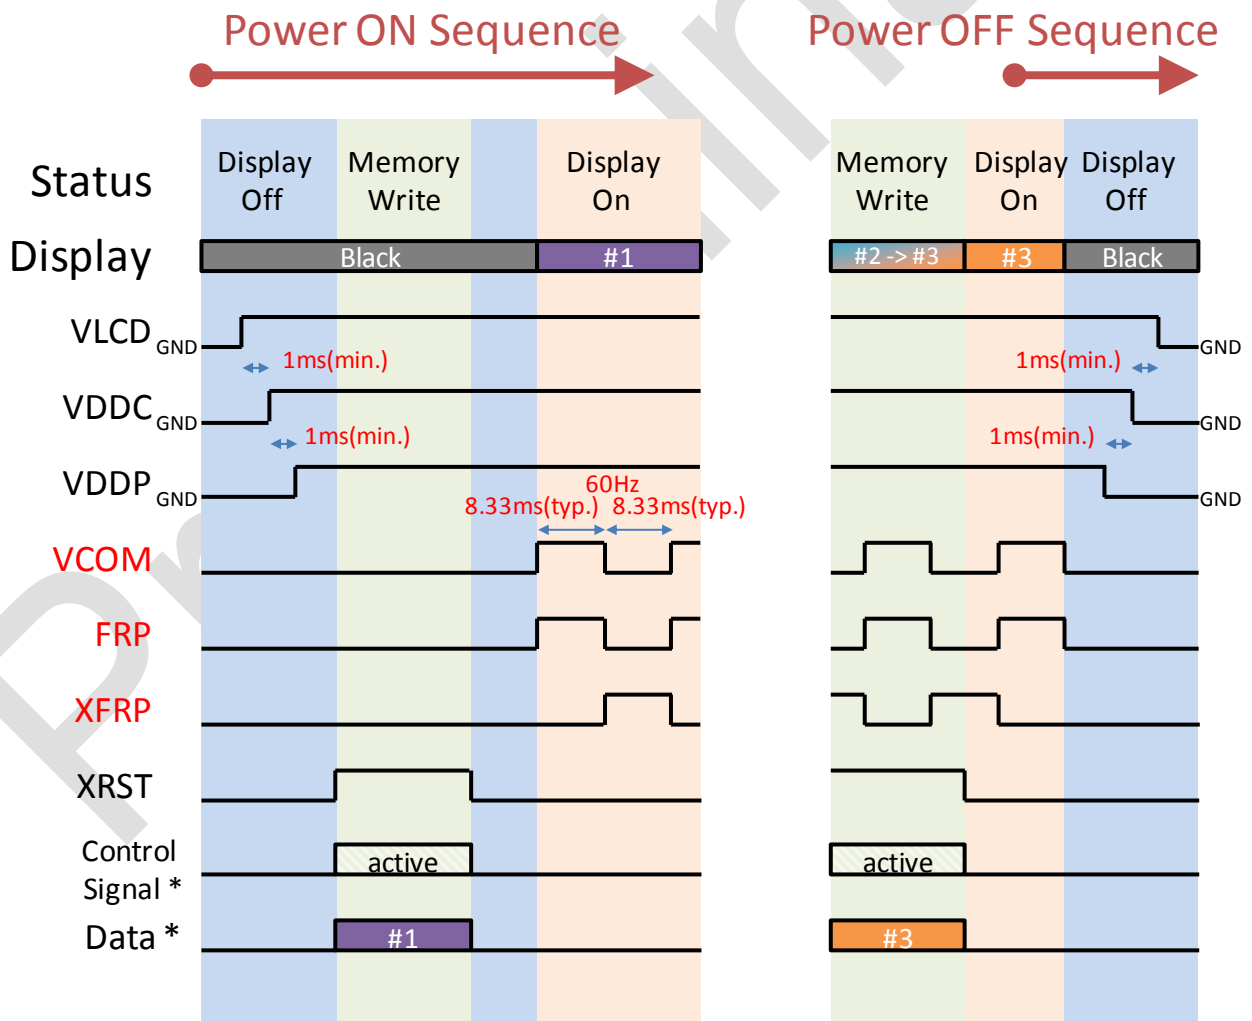 Power ON Sequence
Power OFF Sequence
Status
Display
Off
Memory
Write
Display
On
Memory
Write
Display
On
Display
Off
Display
Black
#1
#2 -> #3
#3
Black
VLCD
GND
GND
1ms(min.)
1ms(min.)
VDDC
GND
GND
1ms(min.)
1ms(min.)
VDDP
GND
GND
60Hz
8.33ms(typ.)
8.33ms(typ.)
VCOM
FRP
XFRP
XRST
Control
Signal *
active
active
Data *
#1
#3